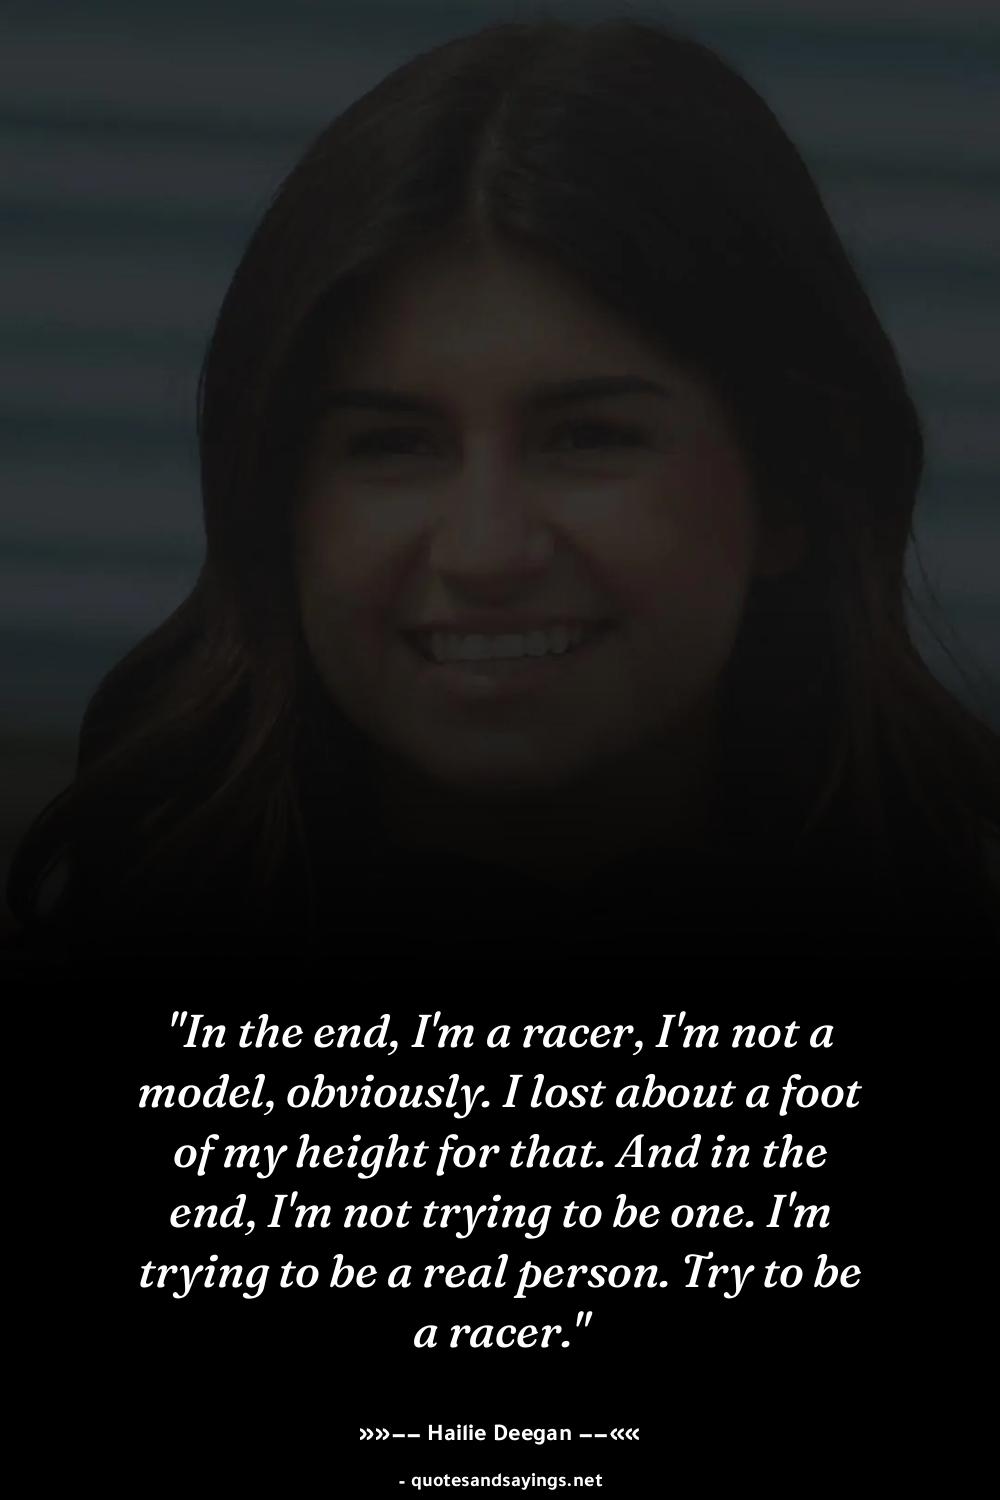 "In the end, I'm a racer, I'm not a
model, obviously. I lost about a foot
of my height for that. And in the
end, I'm not trying to be one. I'm
trying to be a real person. Try to be
a racer."
»»−− Hailie Deegan −−««
- quotesandsayings.net